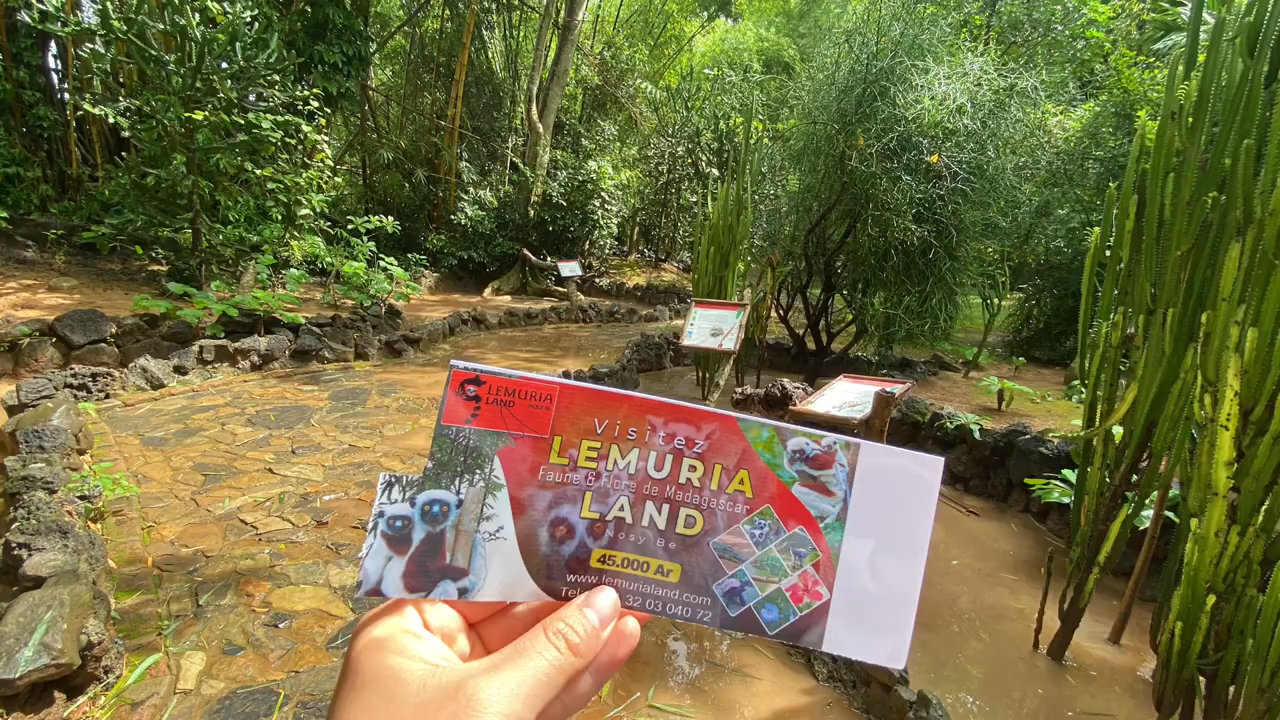 LEMURIA
LAND
Visitez
LEMURIA
Faune & Flore de Madagascar
LAND
Nosy Be
45.000 Ar
www.lemurialand.com
32 03 040 72